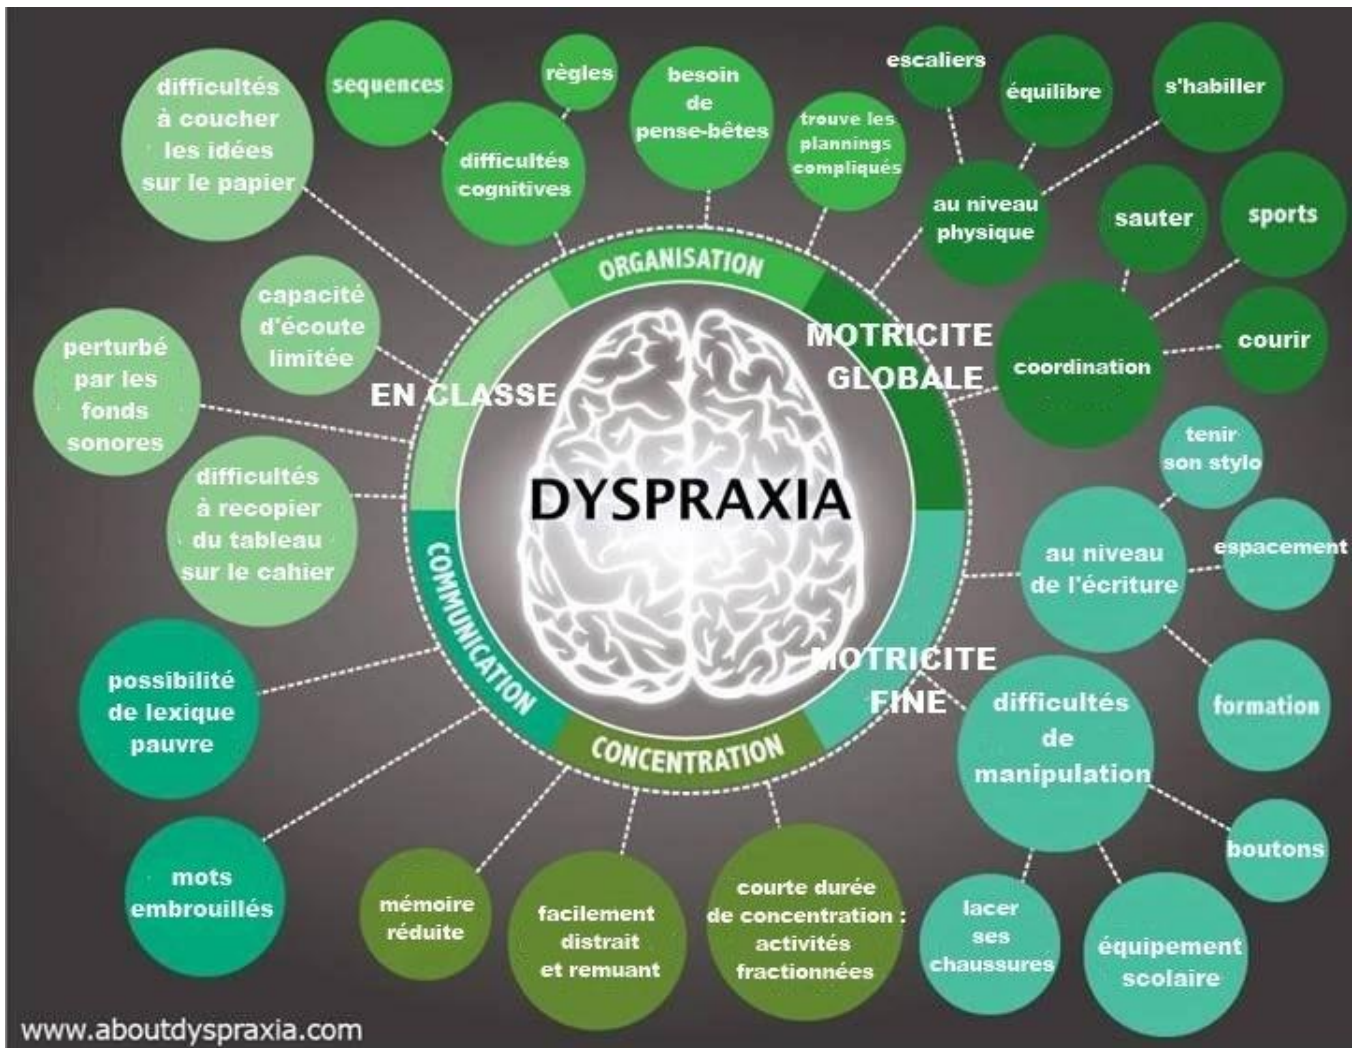 difficultés
à coucher
les idées
sur le papier
sequences
règles
difficultés
cognitives
besoin
de
pense-bêtes
trouve les
plannings
compliqués
escaliers
équilibre
s'habiller
au niveau
physique
sauter
sports
coordination
courir
ORGANISATION
MOTRICITE
GLOBALE
capacité
d'écoute
limitée
EN CLASSE
perturbé
par les
fonds
sonores
difficultés
à recopier
du tableau
sur le cahier
DYSPRAXIA
tenir
son stylo
au niveau
de l'écriture
espacement
formation
MOTRICITE
FINE
difficultés
de
manipulation
boutons
lacer
ses
chaussures
équipement
scolaire
COMMUNICATION
possibilité
de lexique
pauvre
mots
embrouillés
CONCENTRATION
mémoire
réduite
facilement
distrait
et remuant
courte durée
de concentration :
activités
fractionnées
www.aboutdyspraxia.com